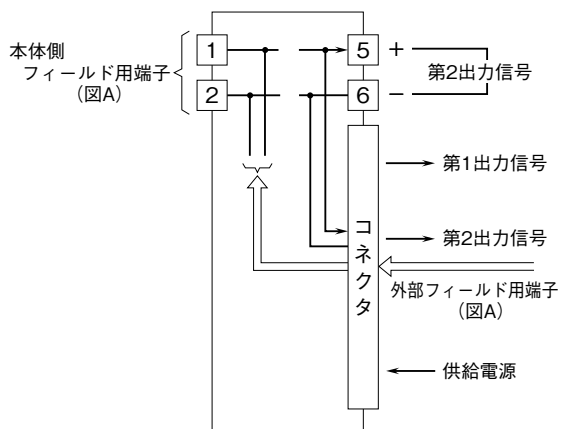 本体側
フィールド用端子
（図A）
1
2
5
+
6
−
第2出力信号
第1出力信号
コネクタ
第2出力信号
外部フィールド用端子
（図A）
供給電源